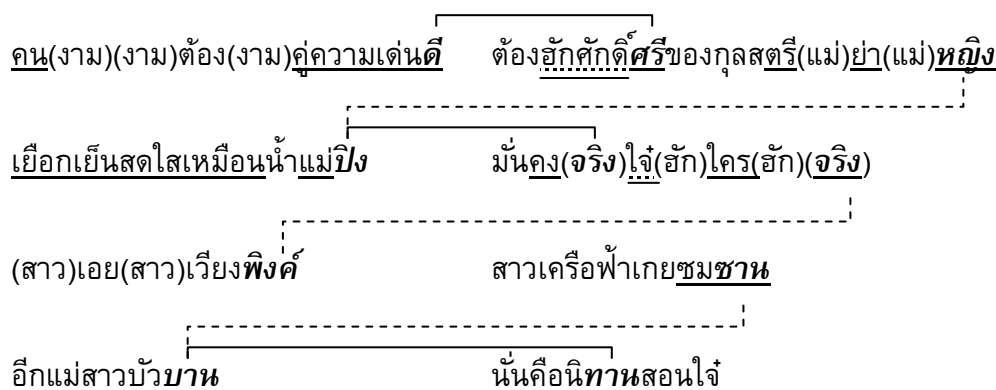 คน(งาม)(งาม)ต้อง(งาม)คู่ความเด่นดี ต้องฮักศักดิ์ศรีของกุลสตรี(แม่)ย่า(แม่)หญิง
เยือกเย็นสดใสเหมือนน้ำแม่ปิง มั่นคง(จริง)ใจ๋(ฮัก)ใคร(ฮัก)(จริง)
(สาว)เอย(สาว)เวียงพิงค์ สาวเครือฟ้าเกยซมซาน
อีกแม่สาวบัวบาน นั่นคือนิทานสอนใจ๋